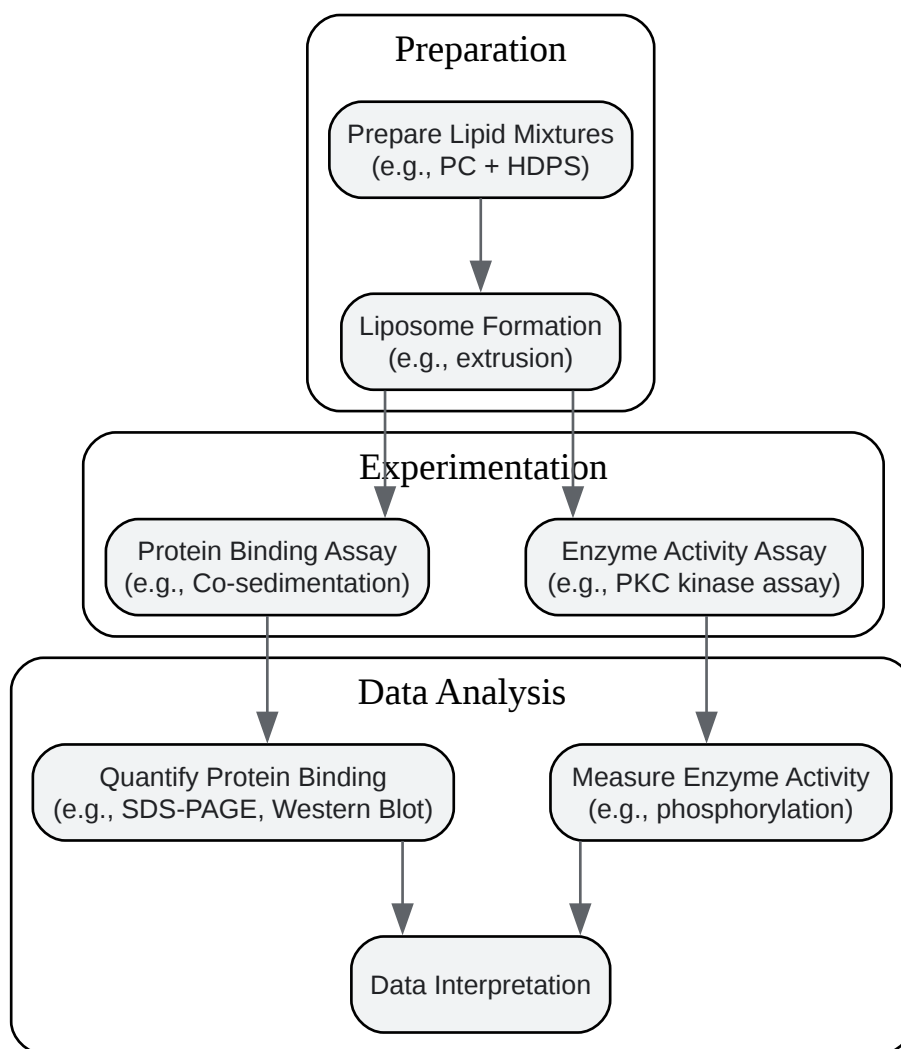 Preparation
Prepare Lipid Mixtures
(e.g., PC + HDPS)
Liposome Formation
(e.g., extrusion)
Experimentation
Protein Binding Assay
(e.g., Co-sedimentation)
Enzyme Activity Assay
(e.g., PKC kinase assay)
Data Analysis
Quantify Protein Binding
(e.g., SDS-PAGE, Western Blot)
Measure Enzyme Activity
(e.g., phosphorylation)
Data Interpretation